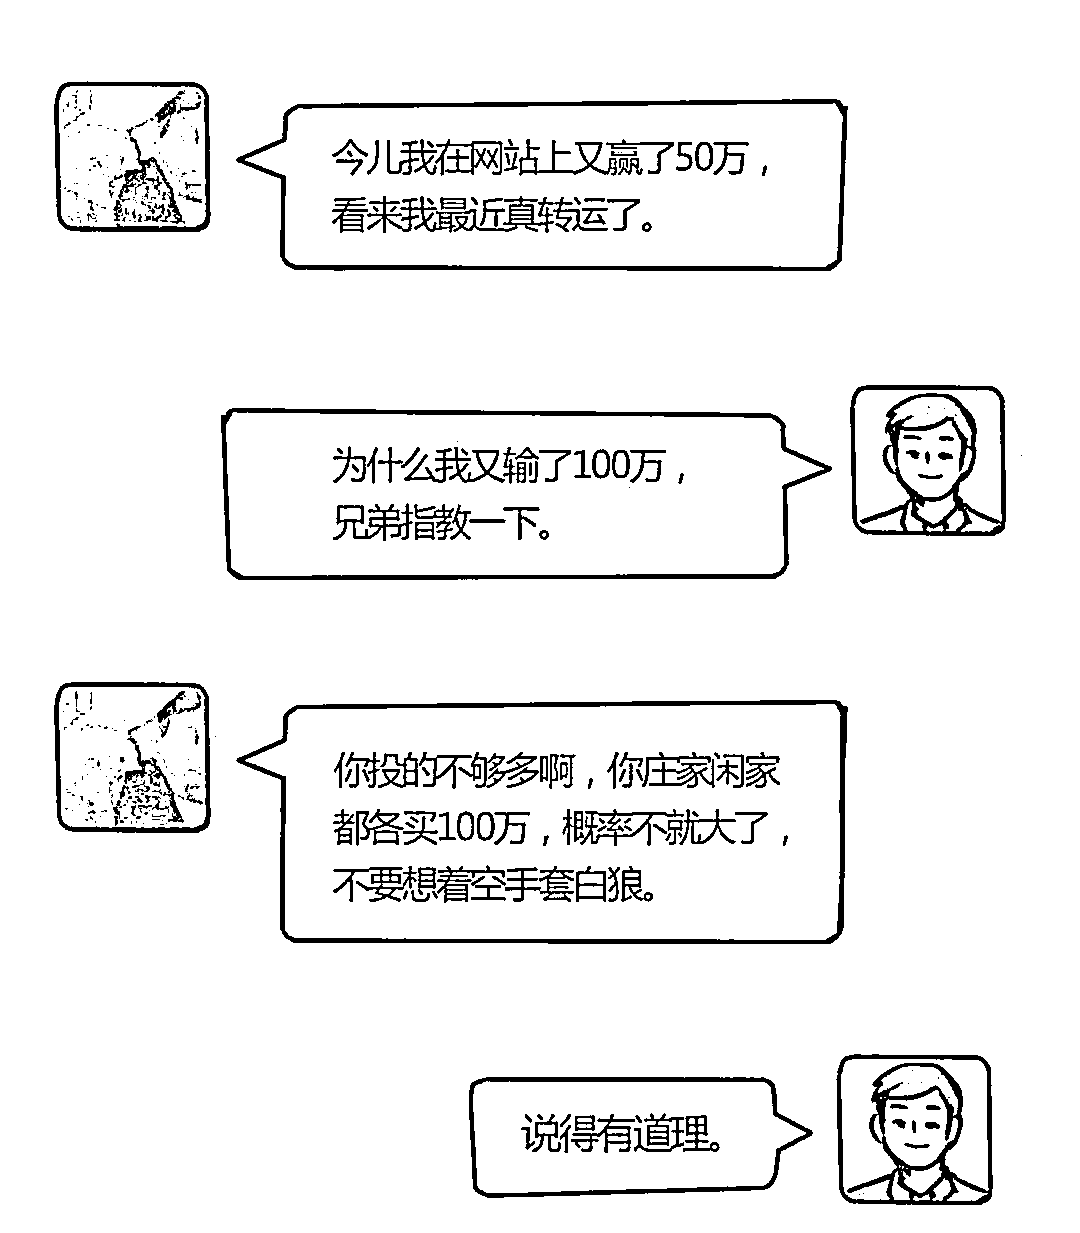 今儿我在网站上又赢了50万，
看来我最近真转运了。
为什么我又输了100万，
兄弟指教一下。
你投的不够多啊，你庄家闲家
都各买100万，概率不就大了，
不要想着空手套白狼。
说得有道理。